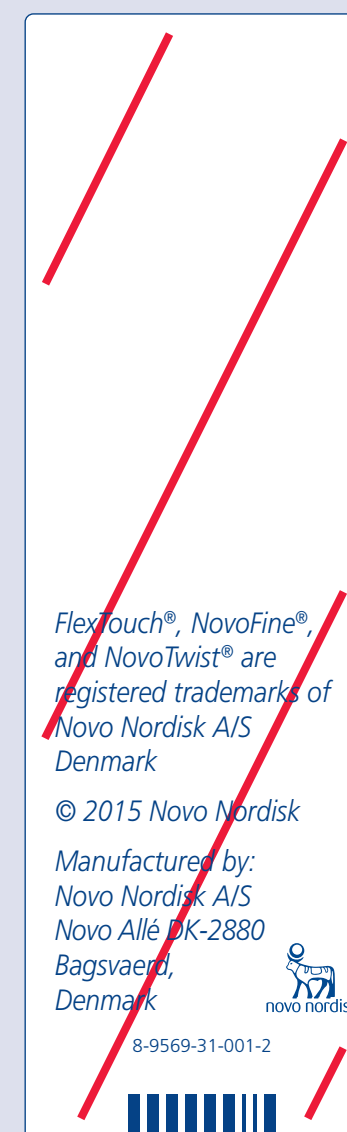 FlexTouch®, NovoFine®,
and NovoTwist® are
registered trademarks of
Novo Nordisk A/S
Denmark
© 2015 Novo Nordisk
Manufactured by:
Novo Nordisk A/S
Novo Allé DK-2880
Bagsvaerd,
Denmark
novo nordis
8-9569-31-001-2